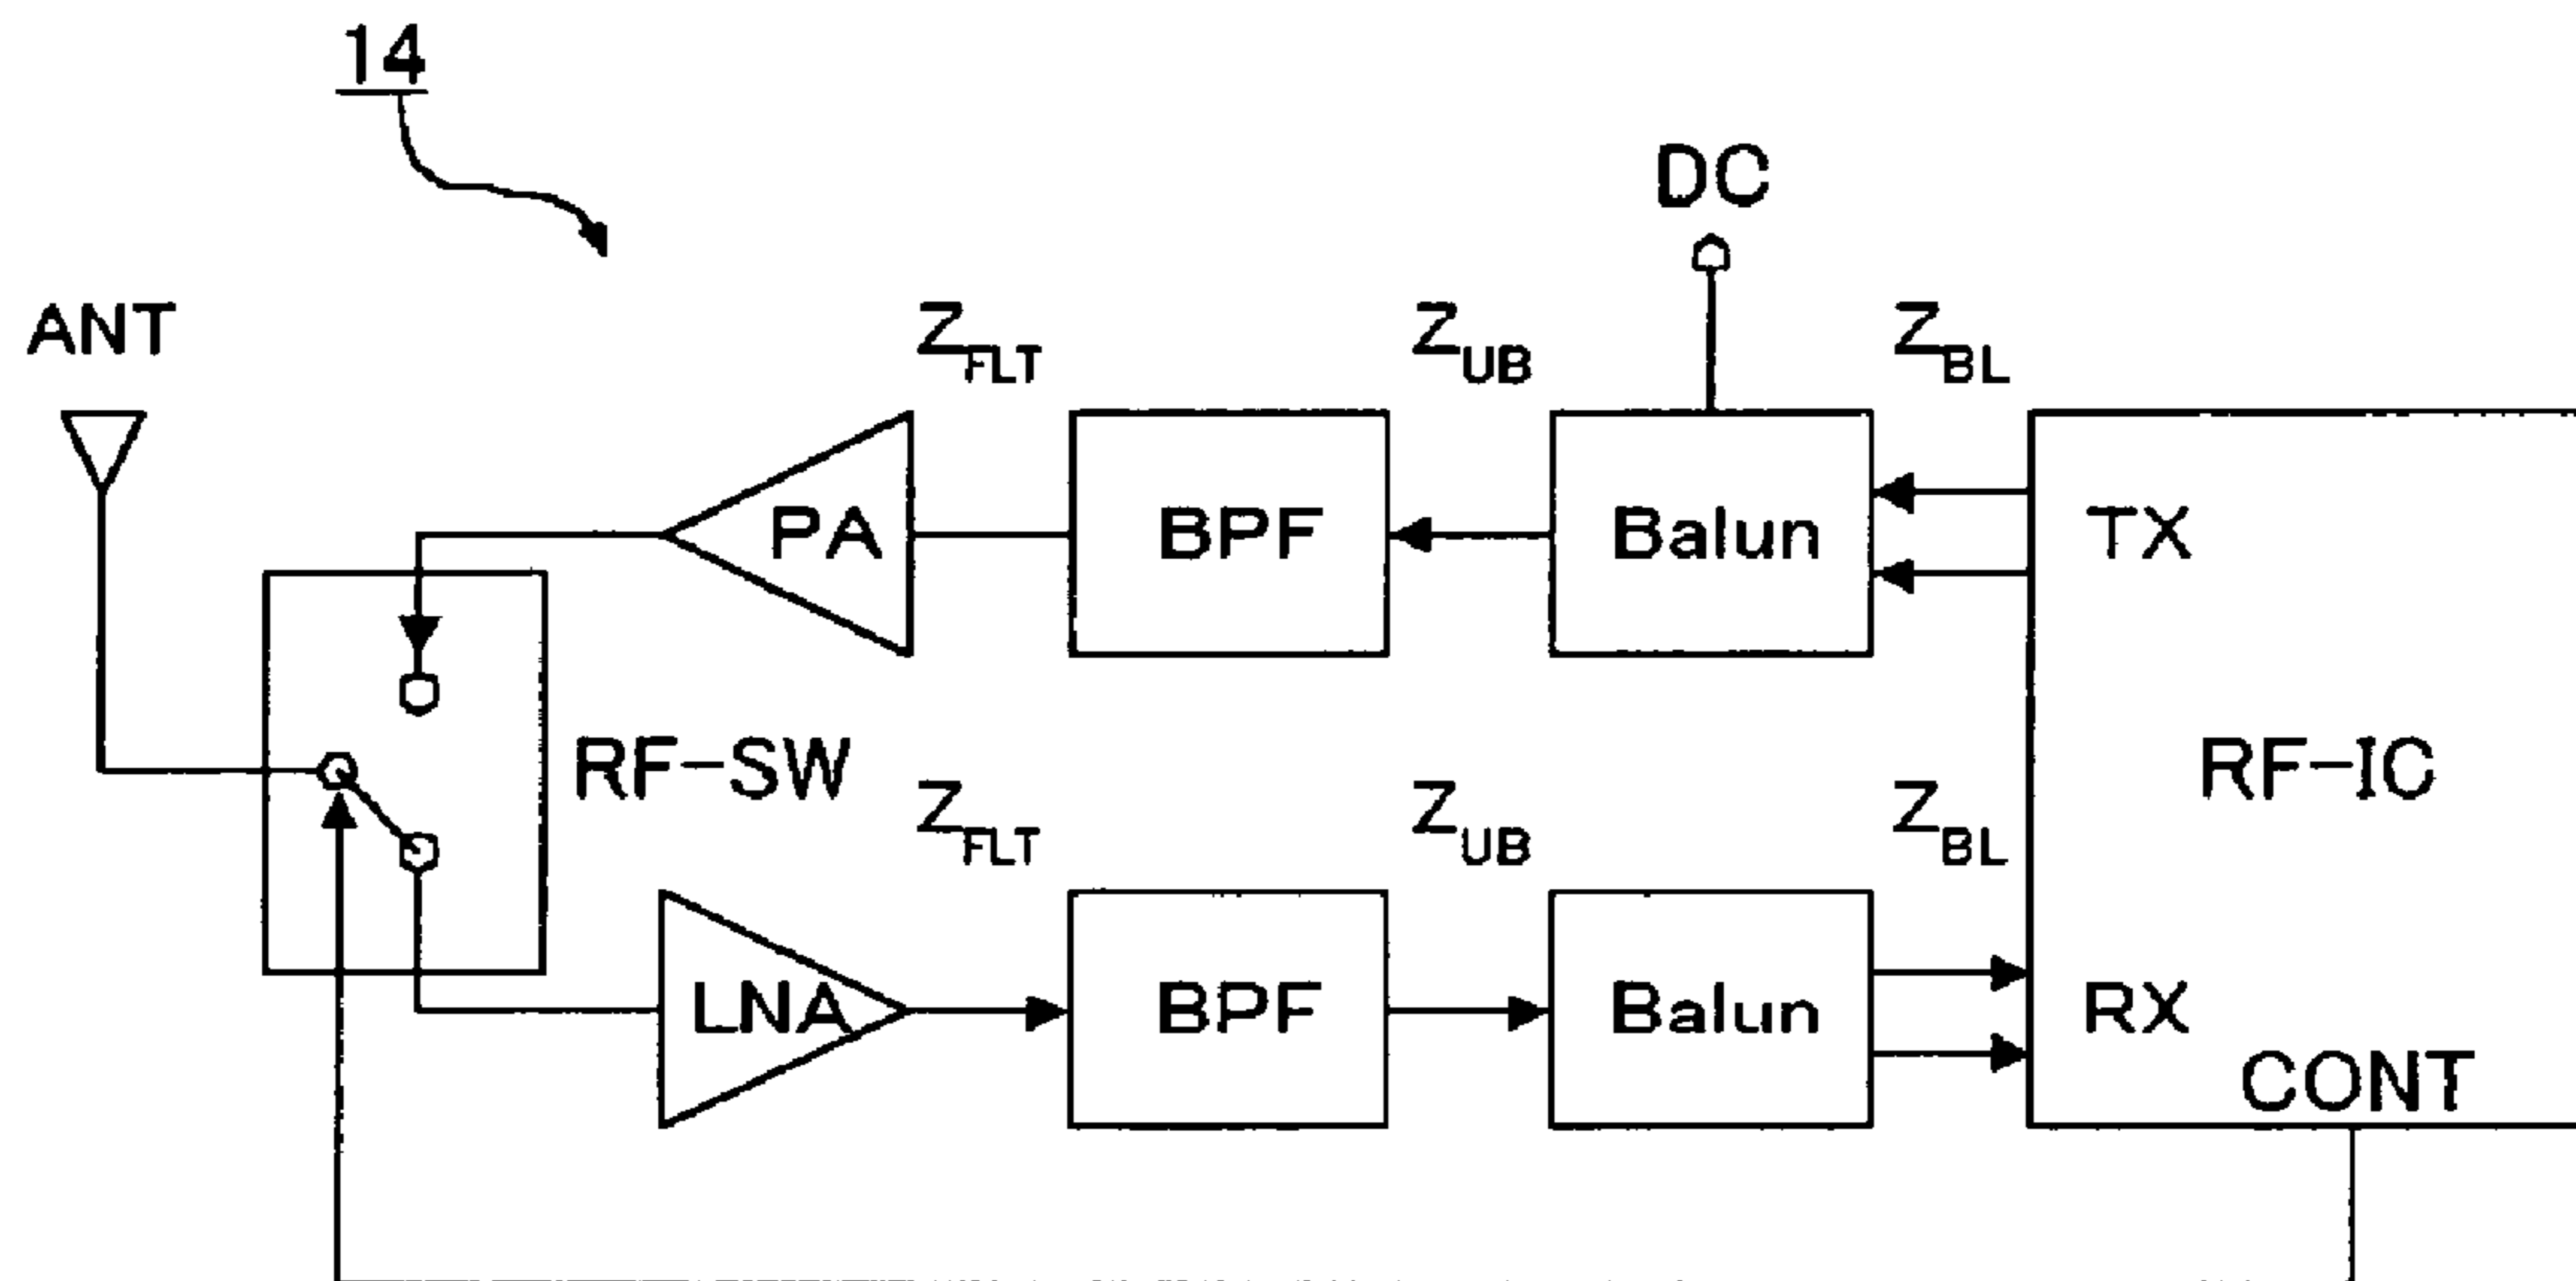 14
DC
ANT
Z_FLT Z_UB Z_BL
PA BPF Balun TX
RF-SW RF-IC
Z_FLT Z_UB Z_BL
LNA BPF Balun RX
CONT